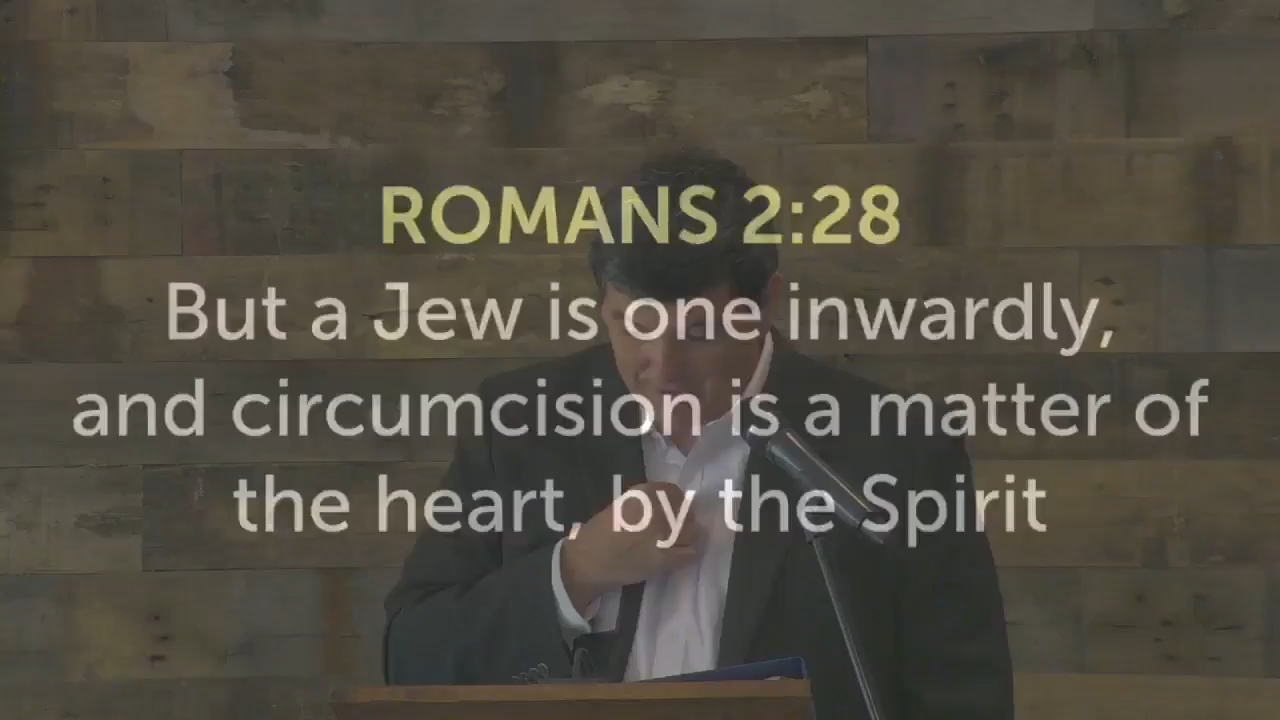 ROMANS 2:28
But a Jew is one inwardly,
and circumcision is a matter of
the heart, by the Spirit